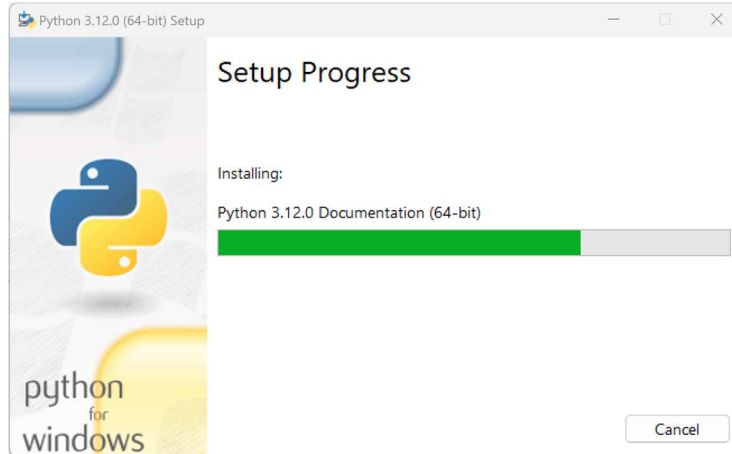 Python 3.12.0 (64-bit) Setup
Setup Progress
Installing:
Python 3.12.0 Documentation (64-bit)
python
for
windows
Cancel